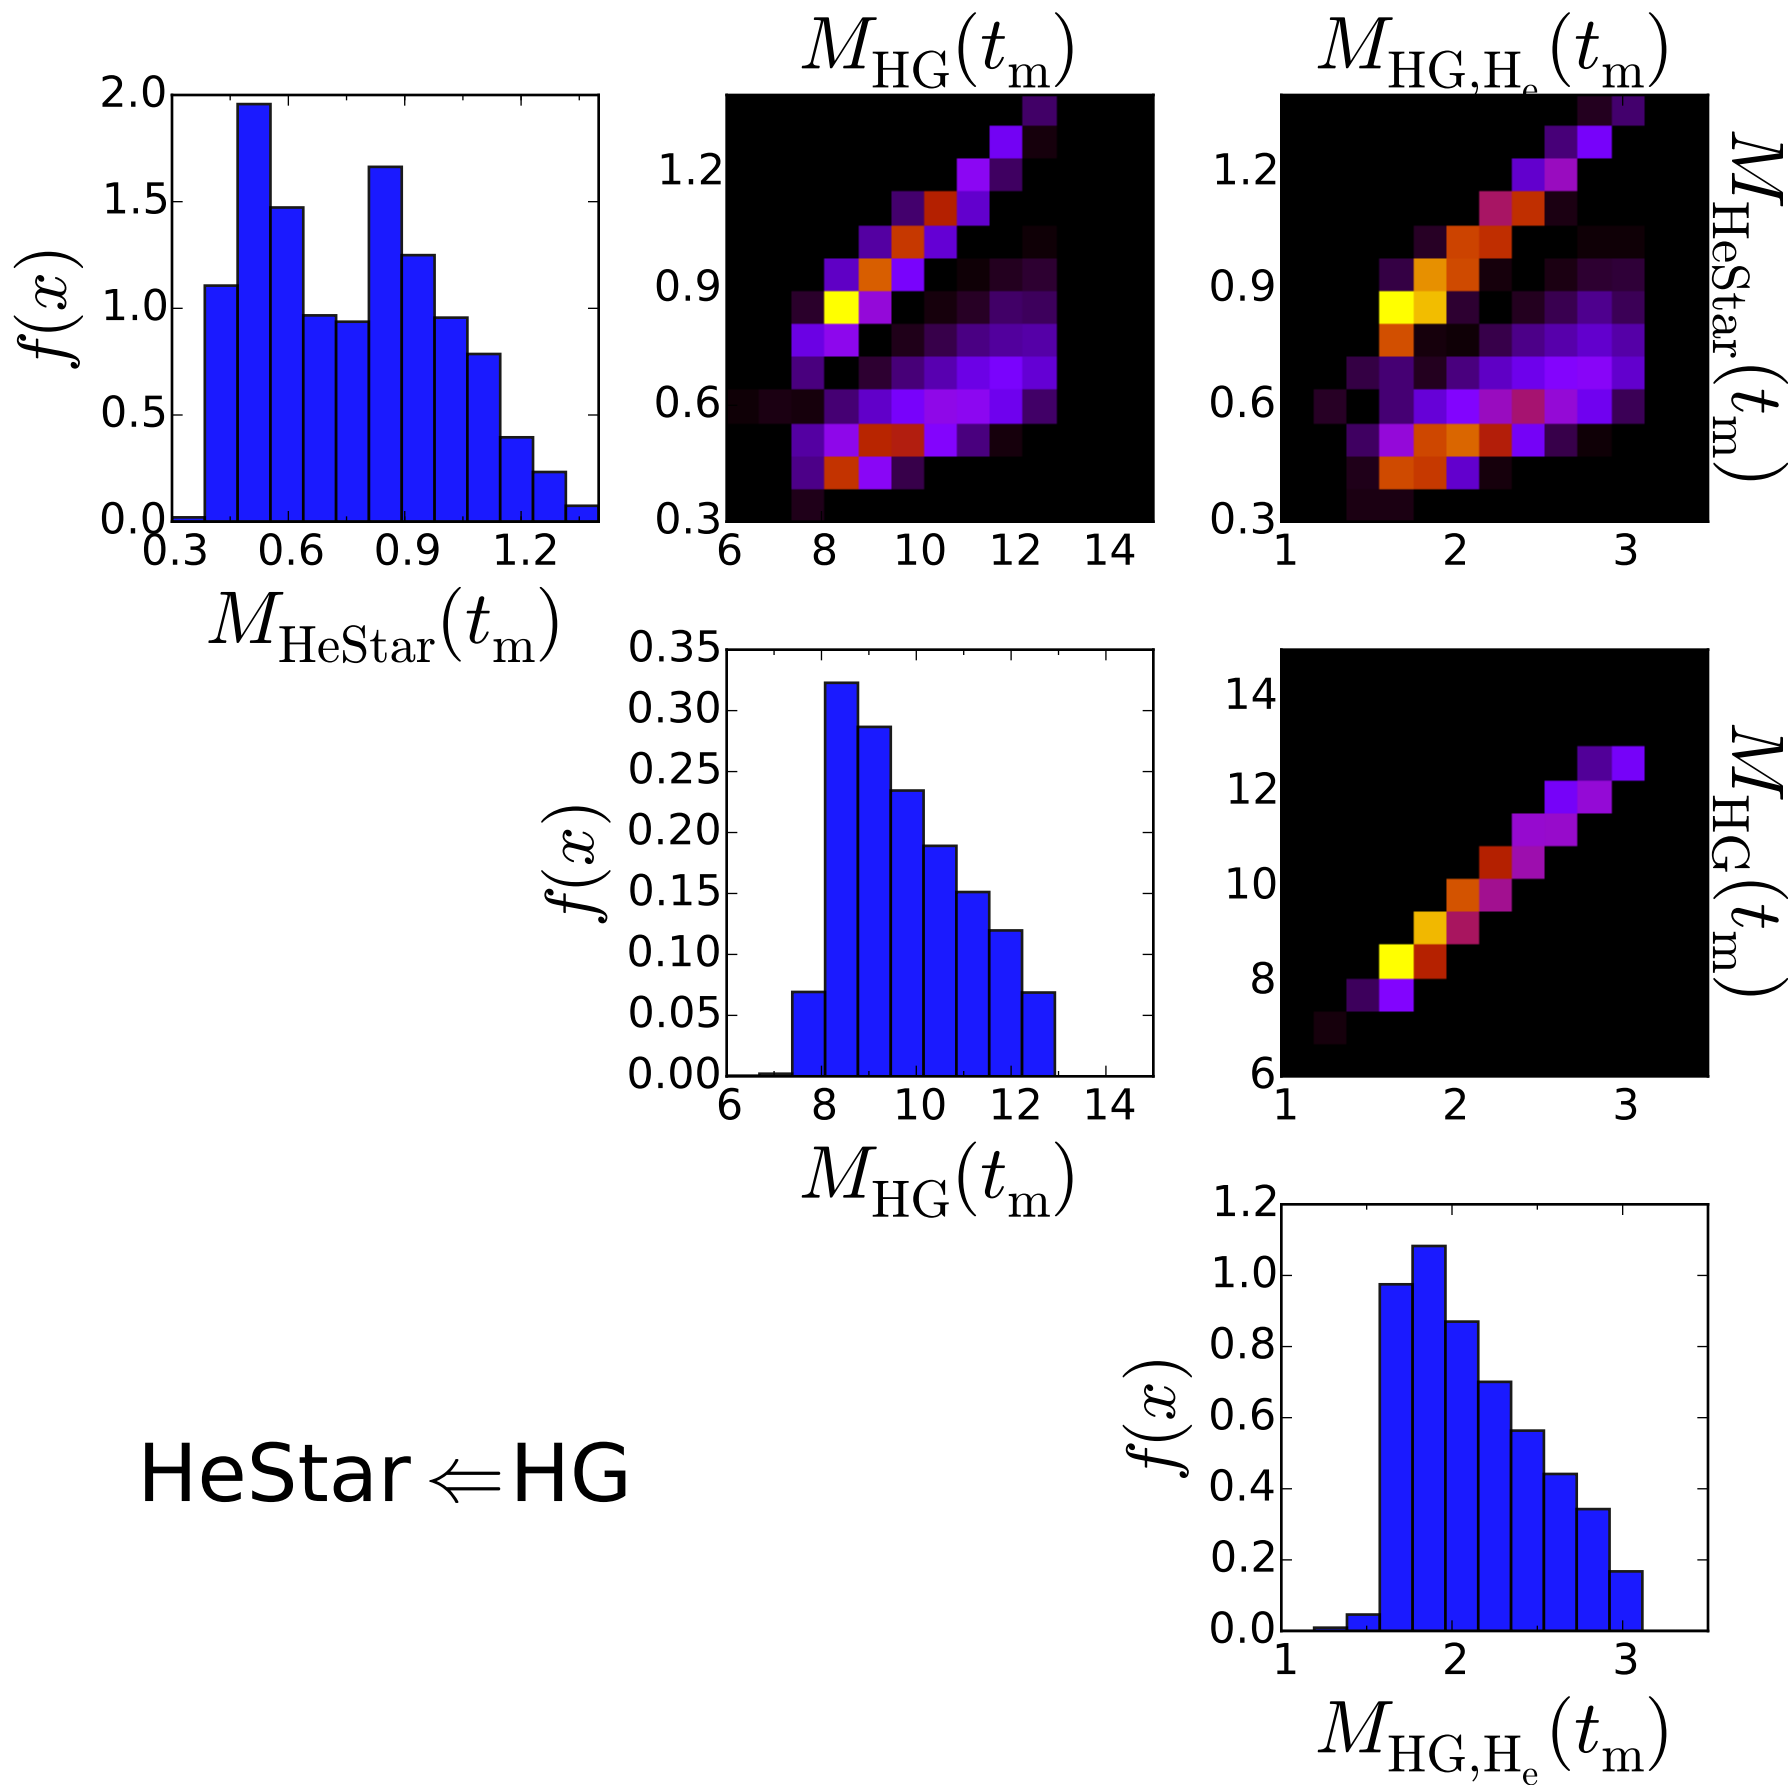 M_HG(t_m) M_HG,He(t_m)
2.0
1.5
1.0
0.5
0.0
f(x)
0.3 0.6 0.9 1.2
M_HeStar(t_m)
1.2
0.9
0.6
0.3
6 8 10 12 14
1.2
0.9
0.6
0.3
1 2 3
M_HeStar(t_m)
0.35
0.30
0.25
0.20
0.15
0.10
0.05
0.00
f(x)
6 8 10 12 14
M_HG(t_m)
14
12
10
8
6
1 2 3
M_HG(t_m)
1.2
1.0
0.8
0.6
0.4
0.2
0.0
f(x)
1 2 3
M_HG,He(t_m)
HeStar ⇐ HG